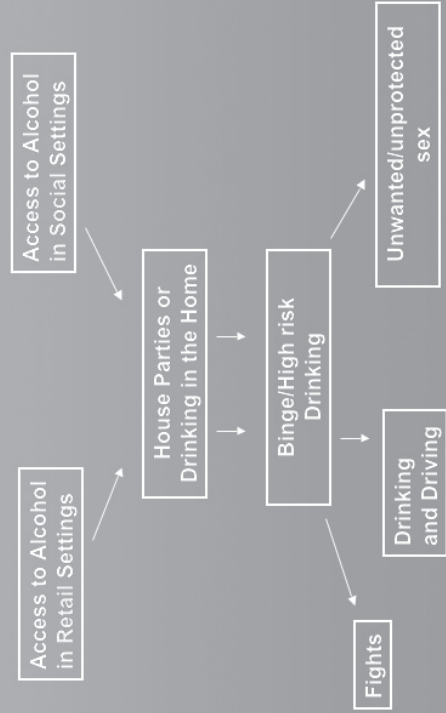 Access to Alcohol
in Retail Settings
Access to Alcohol
in Social Settings
House Parties or
Drinking in the Home
Binge/High risk
Drinking
Fights
Drinking
and Driving
Unwanted/unprotected
sex